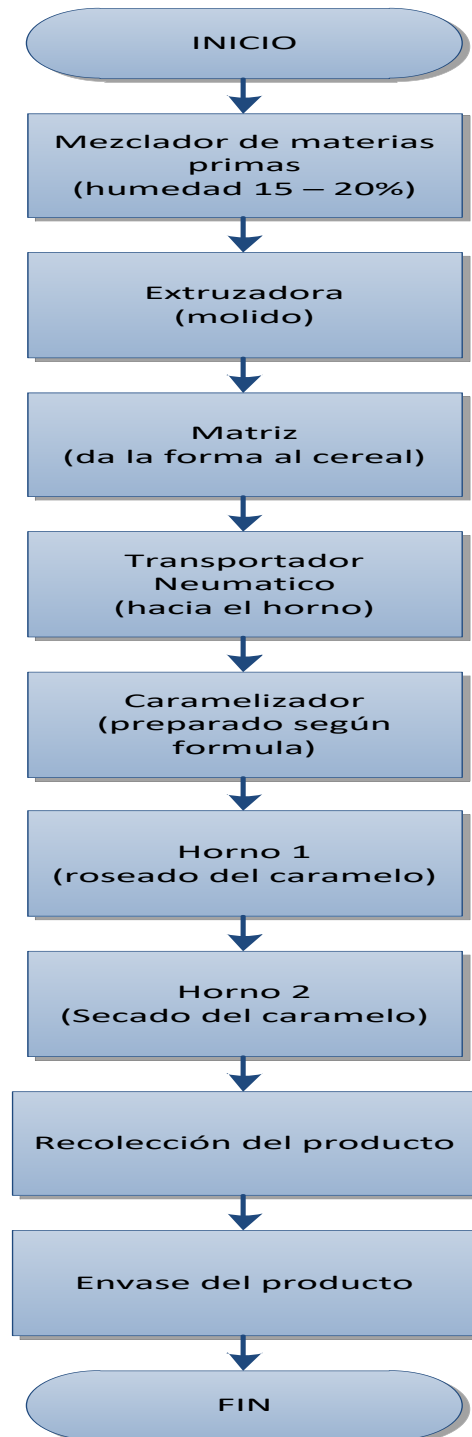 INICIO
Mezclador de materias
primas
(humedad 15 – 20%)
Extruzadora
(molido)
Matriz
(da la forma al cereal)
Transportador
Neumatico
(hacia el horno)
Caramelizador
(preparado según
formula)
Horno 1
(roseado del caramelo)
Horno 2
(Secado del caramelo)
Recolección del producto
Envase del producto
FIN